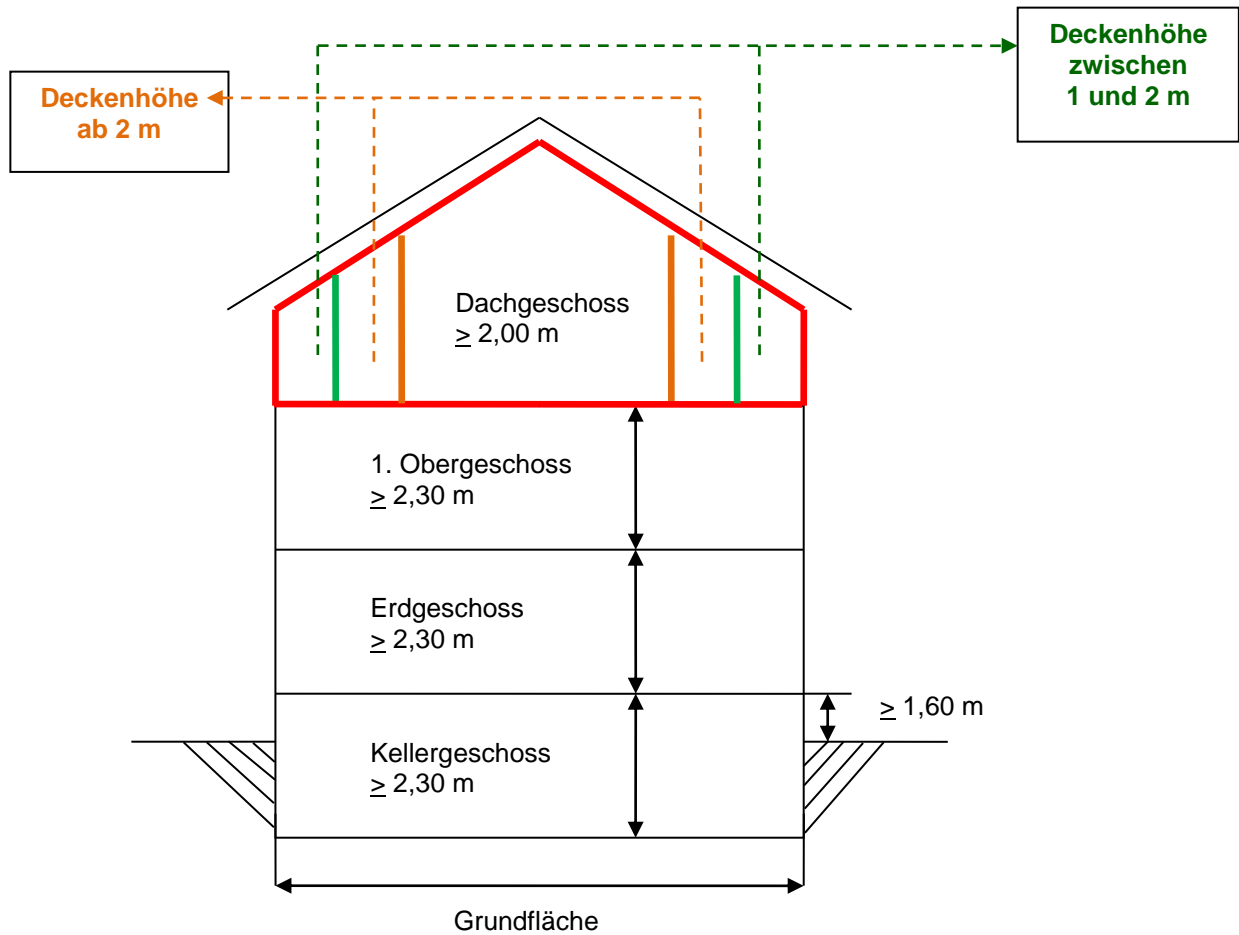 Deckenhöhe
zwischen
1 und 2 m
Deckenhöhe
ab 2 m
Dachgeschoss
≥ 2,00 m
1. Obergeschoss
≥ 2,30 m
Erdgeschoss
≥ 2,30 m
≥ 1,60 m
Kellergeschoss
≥ 2,30 m
Grundfläche